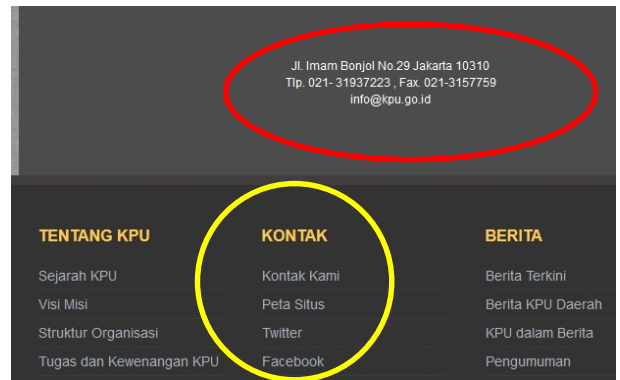 Jl. Imam Bonjol No.29 Jakarta 10310
Tlp. 021- 31937223 , Fax. 021-3157759
info@kpu.go.id
TENTANG KPU
Sejarah KPU
Visi Misi
Struktur Organisasi
Tugas dan Kewenangan KPU
KONTAK
Kontak Kami
Peta Situs
Twitter
Facebook
BERITA
Berita Terkini
Berita KPU Daerah
KPU dalam Berita
Pengumuman